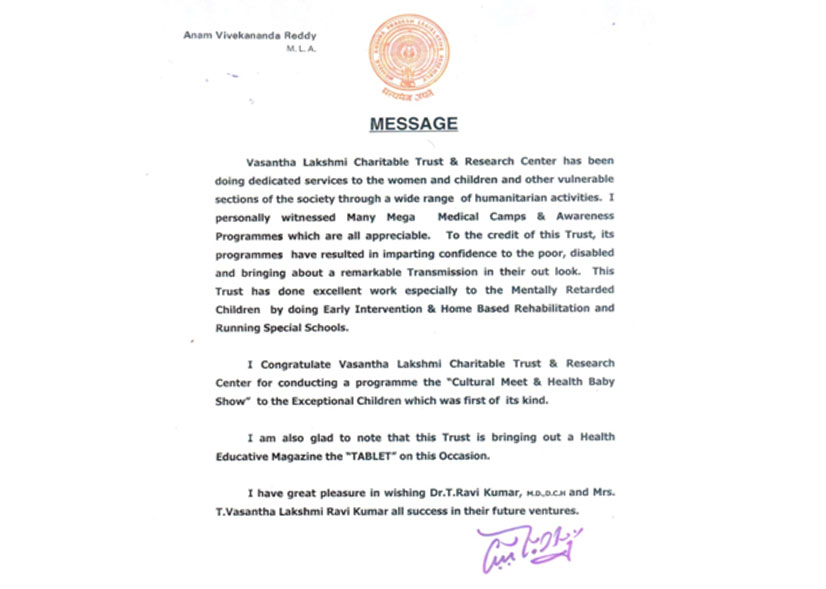 Anam Vivekananda Reddy
M.L.A.
सत्यमेव जयते
MESSAGE
Vasantha Lakshmi Charitable Trust & Research Center has been
doing dedicated services to the women and children and other vulnerable
sections of the society through a wide range of humanitarian activities. I
personally witnessed Many Mega Medical Camps & Awareness
Programmes which are all appreciable. To the credit of this Trust, its
programmes have resulted in imparting confidence to the poor, disabled
and bringing about a remarkable Transmission in their out look. This
Trust has done excellent work especially to the Mentally Retarded
Children by doing Early Intervention & Home Based Rehabilitation and
Running Special Schools.
I Congratulate Vasantha Lakshmi Charitable Trust & Research
Center for conducting a programme the "Cultural Meet & Health Baby
Show" to the Exceptional Children which was first of its kind.
I am also glad to note that this Trust is bringing out a Health
Educative Magazine the "TABLET" on this Occasion.
I have great pleasure in wishing Dr.T.Ravi Kumar, M.D.,D.C.H and Mrs.
T.Vasantha Lakshmi Ravi Kumar all success in their future ventures.